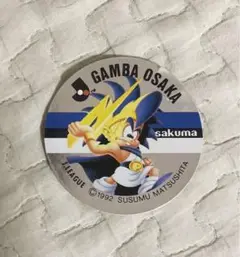 GAMBA OSAKA
sakuma
J.LEAGUE
©1992 SUSUMU MATSUSHITA